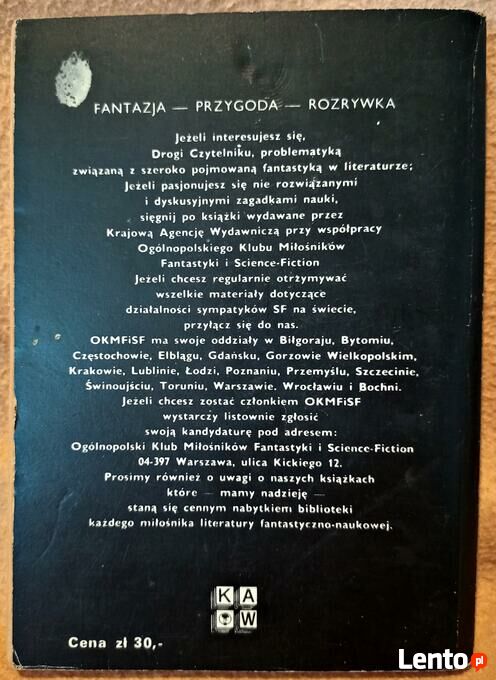 FANTAZJA — PRZYGODA — ROZRYWKA
Jeżeli interesujesz się,
Drogi Czytelniku, problematyką
związaną z szeroko pojmowaną fantastyką w literaturze;
Jeżeli pasjonujesz się nie rozwiązanymi
i dyskusyjnymi zagadkami nauki,
sięgnij po książki wydawane przez
Krajową Agencję Wydawniczą przy współpracy
Ogólnopolskiego Klubu Miłośników
Fantastyki i Science-Fiction
Jeżeli chcesz regularnie otrzymywać
wszelkie materiały dotyczące
działalności sympatyków SF na świecie,
przyłącz się do nas.
OKMFiSF ma swoje oddziały w Biłgoraju, Bytomiu,
Częstochowie, Elblągu, Gdańsku, Gorzowie Wielkopolskim,
Krakowie, Lublinie, Łodzi, Poznaniu, Przemyślu, Szczecinie,
Świnoujściu, Toruniu, Warszawie, Wrocławiu i Bochni.
Jeżeli chcesz zostać członkiem OKMFiSF
wystarczy listownie zgłosić
swoją kandydaturę pod adresem:
Ogólnopolski Klub Miłośników Fantastyki i Science-Fiction
04-397 Warszawa, ulica Kickiego 12.
Prosimy również o uwagi o naszych książkach
które — mamy nadzieję —
staną się cennym nabytkiem biblioteki
każdego miłośnika literatury fantastyczno-naukowej.
K A
W
Cena zł 30,-
Lento.pl